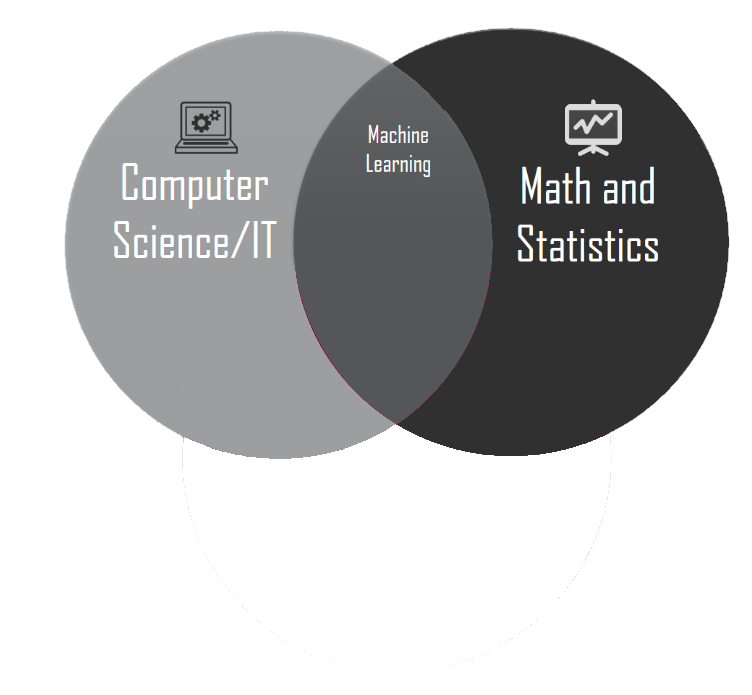 Machine
Learning
Computer
Science/IT
Math and
Statistics